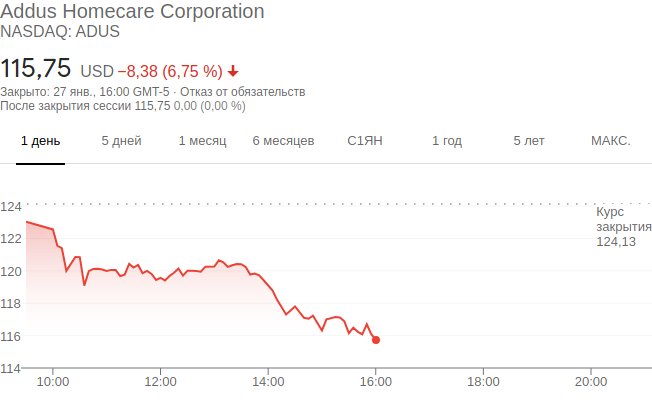 Addus Homecare Corporation
NASDAQ: ADUS
115,75 USD −8,38 (6,75 %)
Закрыто: 27 янв., 16:00 GMT-5 · Отказ от обязательств
После закрытия сессии 115,75 0,00 (0,00 %)
1 день 5 дней 1 месяц 6 месяцев С1ЯН 1 год 5 лет МАКС.
124
Курс
закрытия
124,13
122
120
118
116
114
10:00 12:00 14:00 16:00 18:00 20:00